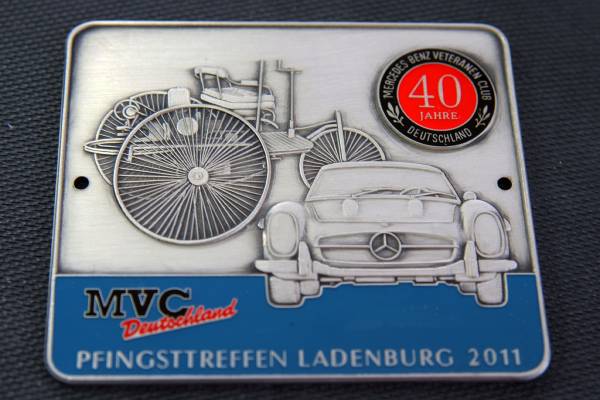 MERCEDES BENZ VETERANEN CLUB
40
JAHRE
DEUTSCHLAND
MVC
Deutschland
PFINGSTTREFFEN LADENBURG 2011